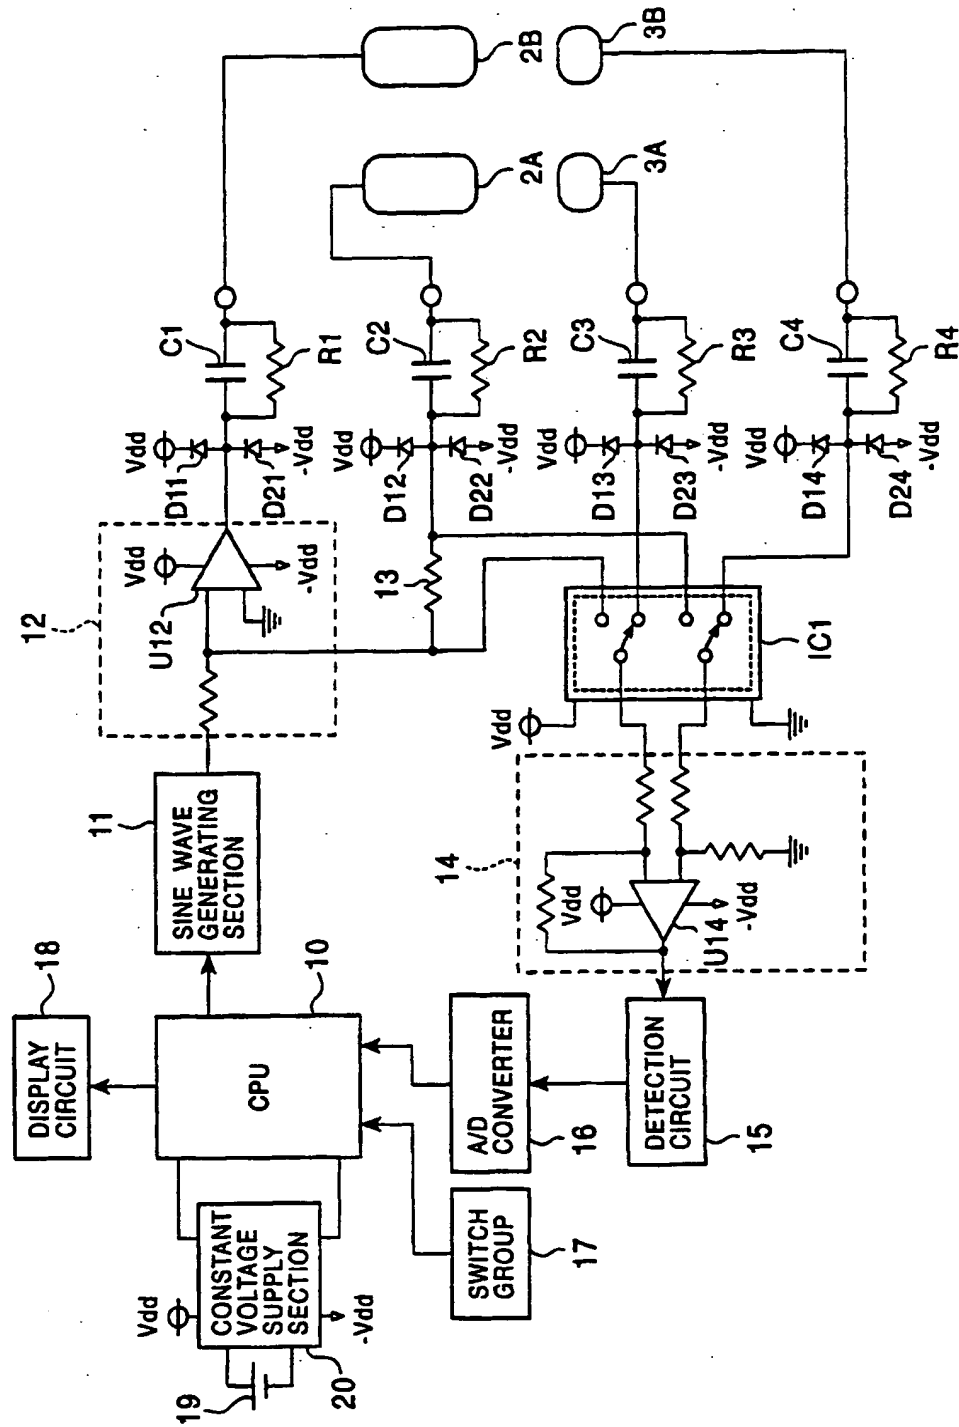 12
U12
Vdd
-Vdd
Vdd
D11
D21
-Vdd
C1
R1
2B
3B
2A
3A
Vdd
D12
D22
-Vdd
C2
R2
13
Vdd
D13
D23
-Vdd
C3
R3
Vdd
D14
D24
-Vdd
C4
R4
IC1
Vdd
11
SINE WAVE
GENERATING
SECTION
14
Vdd
-Vdd
U14
18
DISPLAY
CIRCUIT
10
CPU
A/D
CONVERTER
16
DETECTION
CIRCUIT
15
SWITCH
GROUP
17
Vdd
CONSTANT
VOLTAGE
SUPPLY
SECTION
-Vdd
19
20